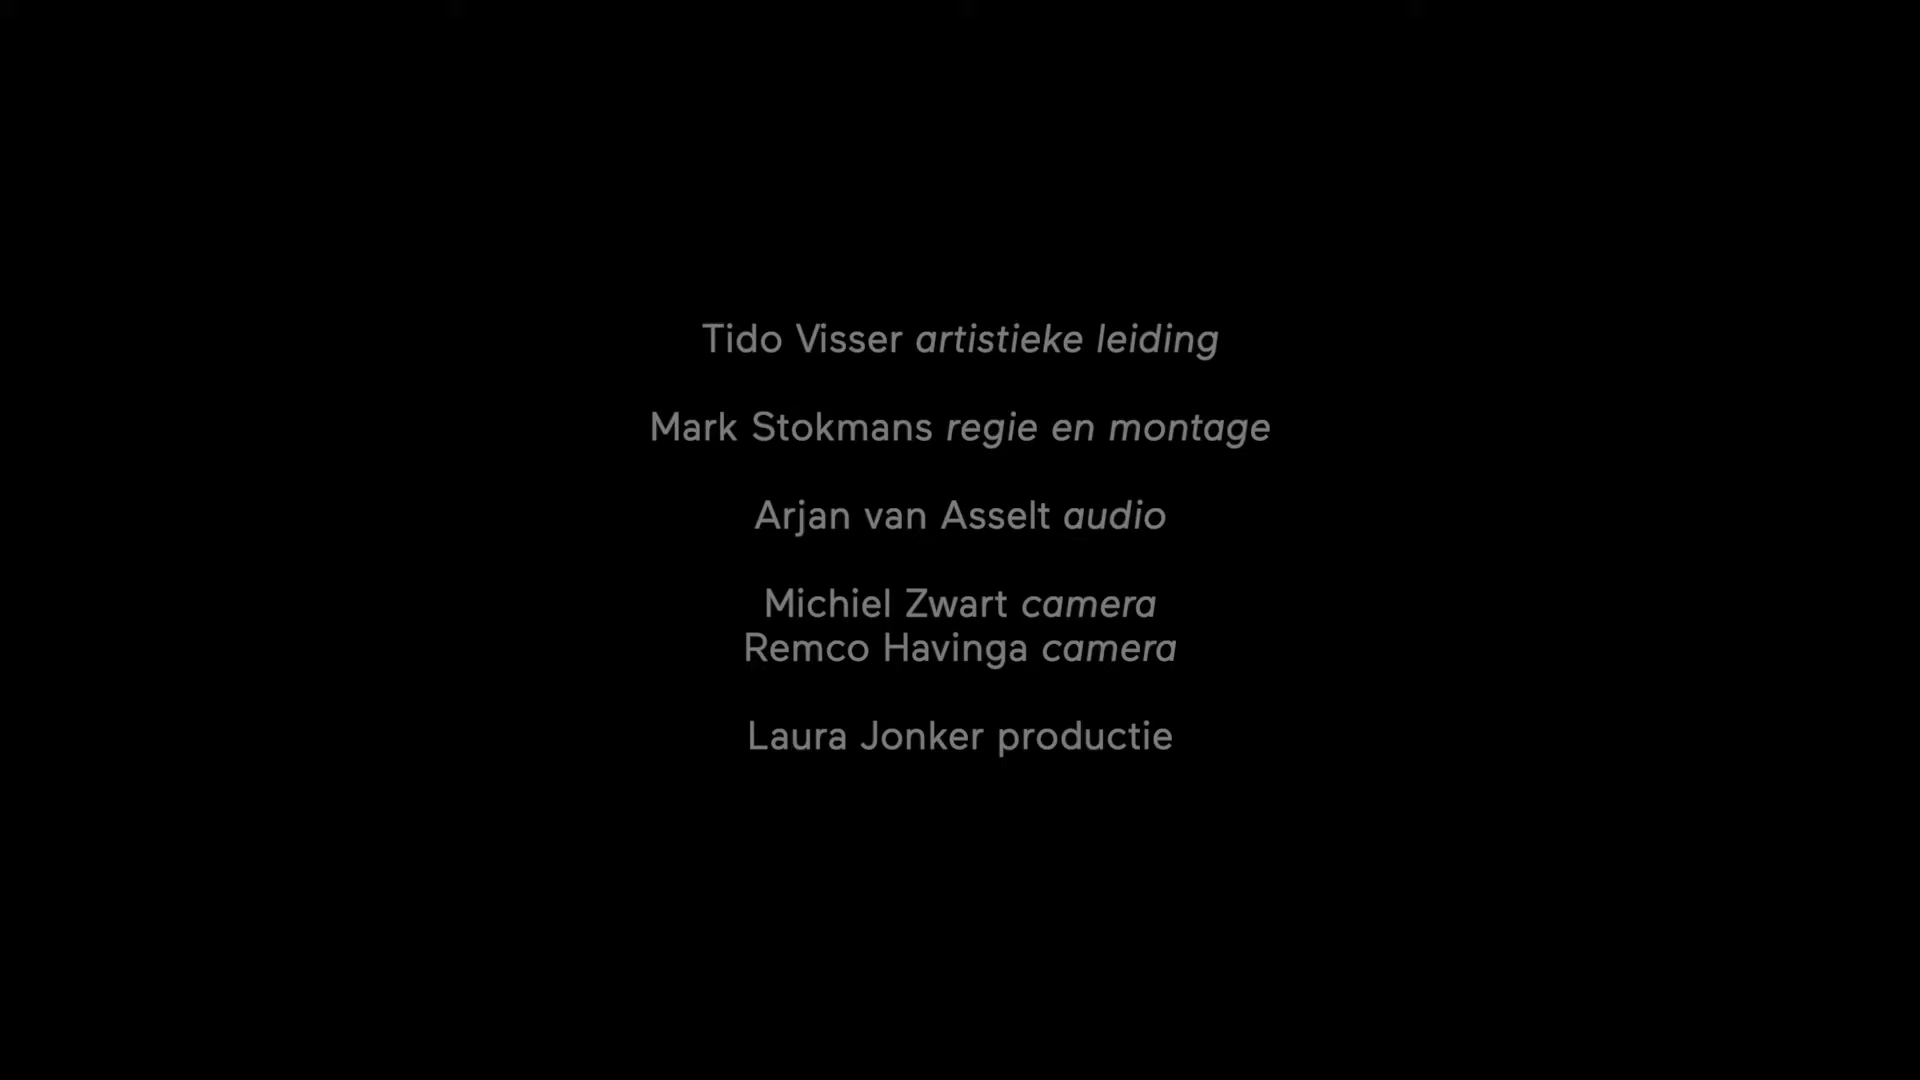 Tido Visser artistieke leiding
Mark Stokmans regie en montage
Arjan van Asselt audio
Michiel Zwart camera
Remco Havinga camera
Laura Jonker productie